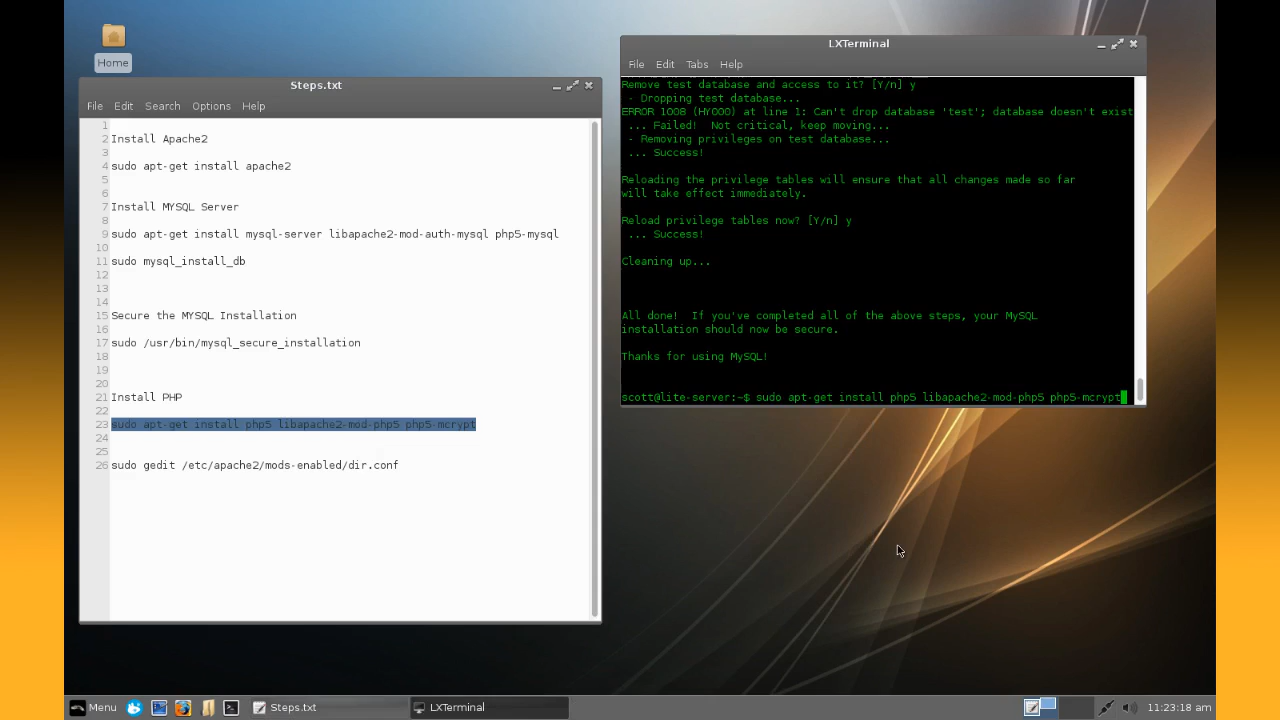 Home
Steps.txt
File Edit Search Options Help
1
2 Install Apache2
3
4 sudo apt-get install apache2
5
6
7 Install MYSQL Server
8
9 sudo apt-get install mysql-server libapache2-mod-auth-mysql php5-mysql
10
11 sudo mysql_install_db
12
13
14
15 Secure the MYSQL Installation
16
17 sudo /usr/bin/mysql_secure_installation
18
19
20
21 Install PHP
22
23 sudo apt-get install php5 libapache2-mod-php5 php5-mcrypt
24
25
26 sudo gedit /etc/apache2/mods-enabled/dir.conf
LXTerminal
File Edit Tabs Help
Remove test database and access to it? [Y/n] y
- Dropping test database...
ERROR 1008 (HY000) at line 1: Can't drop database 'test'; database doesn't exist
... Failed! Not critical, keep moving...
- Removing privileges on test database...
... Success!
Reloading the privilege tables will ensure that all changes made so far
will take effect immediately.
Reload privilege tables now? [Y/n] y
... Success!
Cleaning up...
All done! If you've completed all of the above steps, your MySQL
installation should now be secure.
Thanks for using MySQL!
scott@lite-server:~$ sudo apt-get install php5 libapache2-mod-php5 php5-mcrypt
Menu Steps.txt LXTerminal 11:23:18 am